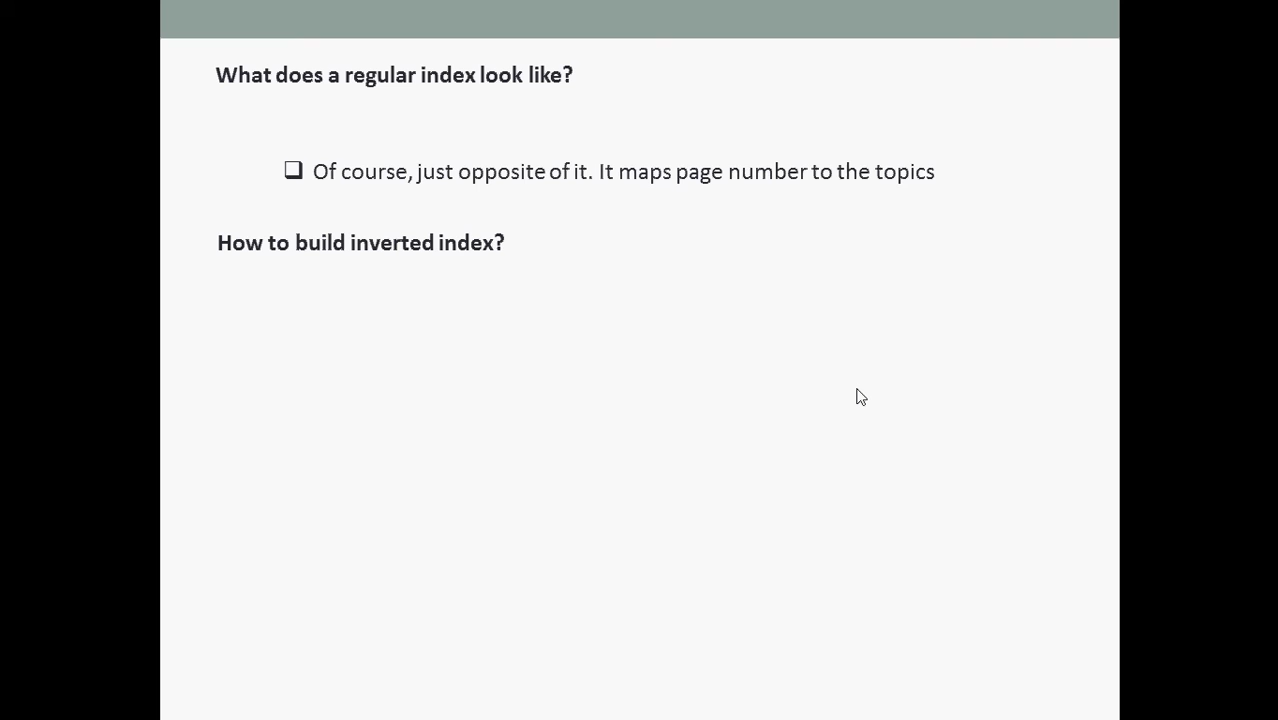 What does a regular index look like?
❑ Of course, just opposite of it. It maps page number to the topics
How to build inverted index?